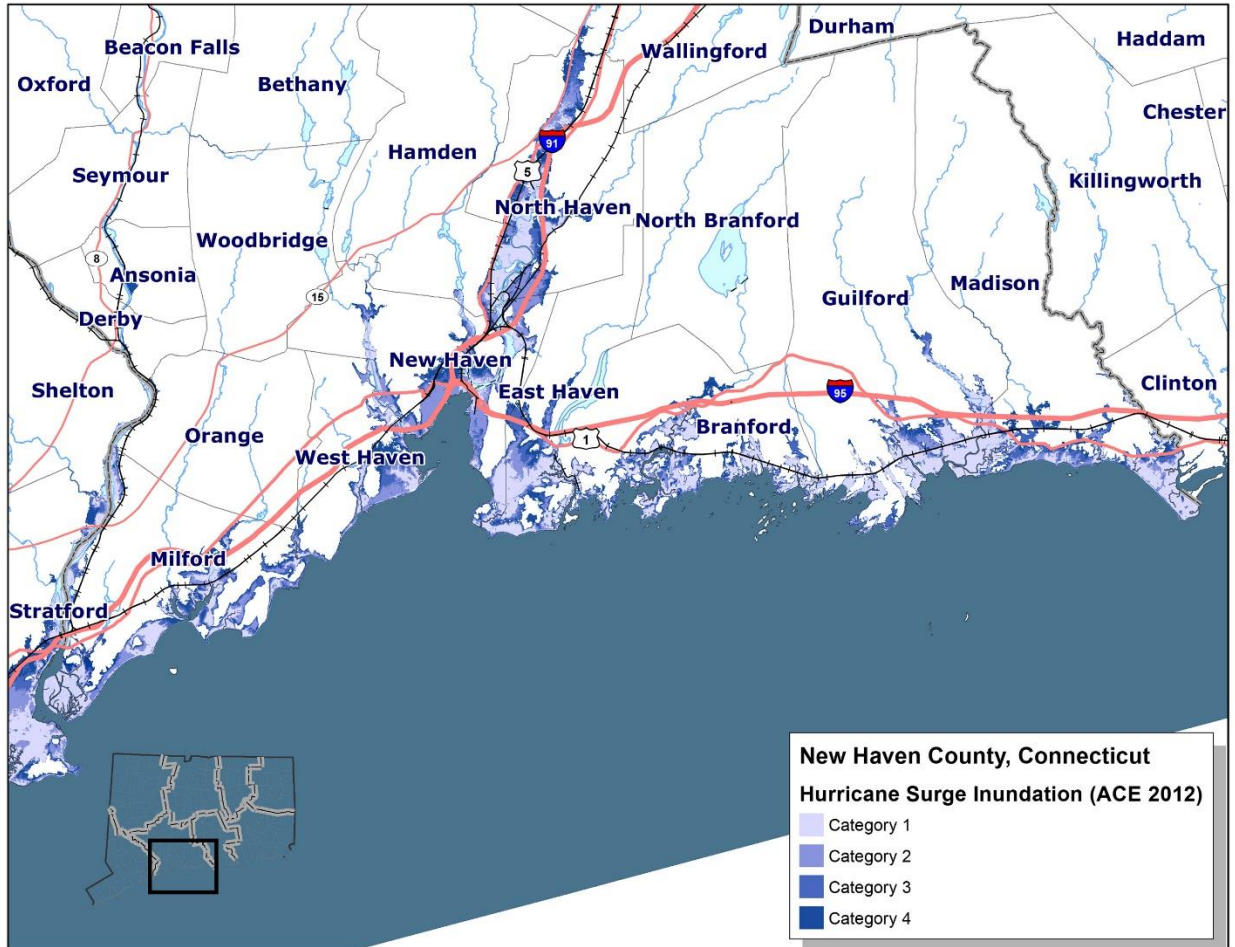 Durham
Beacon Falls
Wallingford
Haddam
Oxford
Bethany
Chester
91
Hamden
5
Seymour
Killingworth
North Haven
North Branford
Woodbridge
8
Ansonia
Madison
15
Guilford
Derby
New Haven
Shelton
East Haven
95
Clinton
Orange
1
Branford
West Haven
Milford
Stratford
New Haven County, Connecticut
Hurricane Surge Inundation (ACE 2012)
Category 1
Category 2
Category 3
Category 4